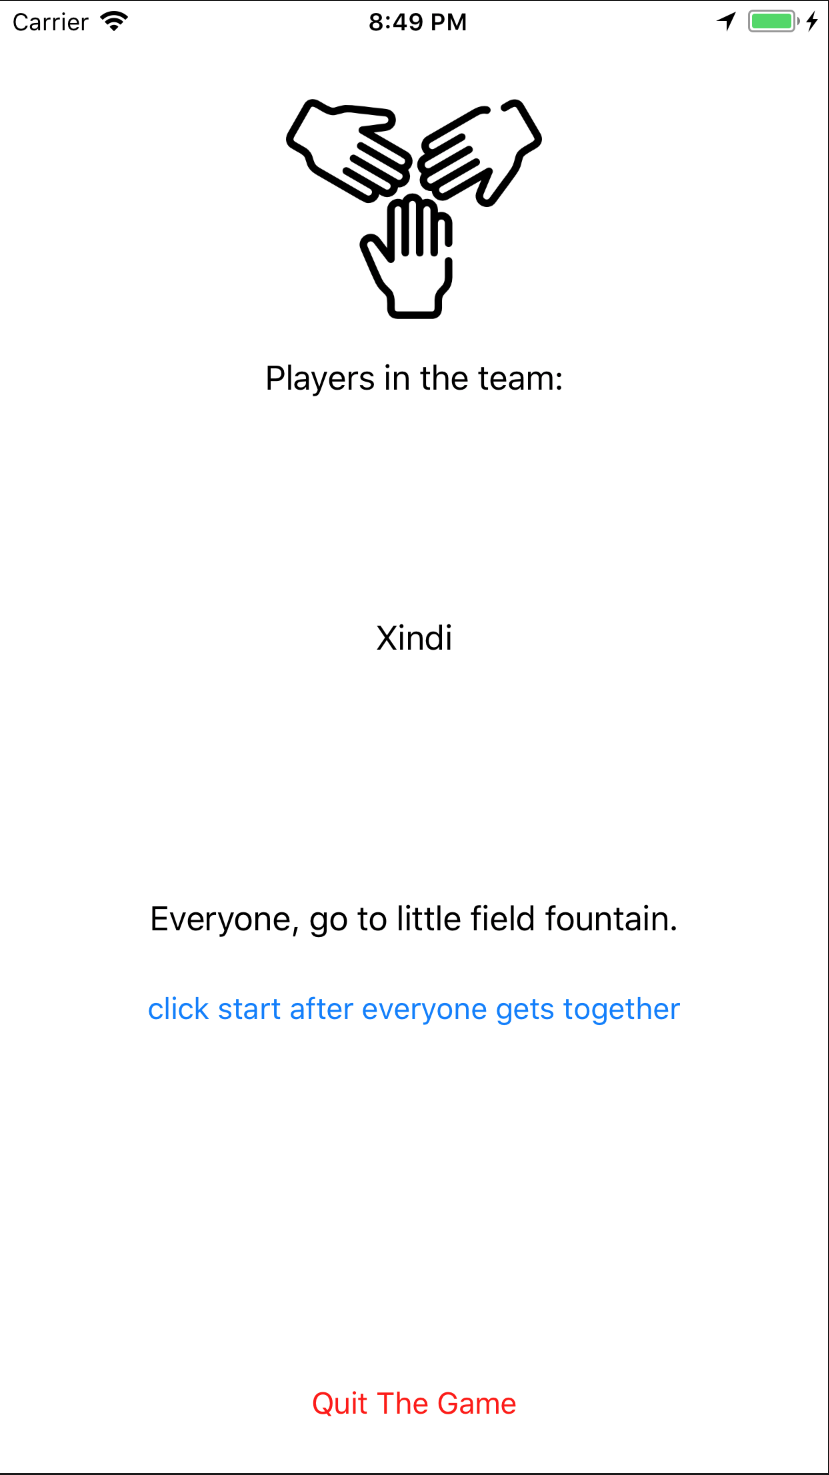 Carrier 8:49 PM
Players in the team:
Xindi
Everyone, go to little field fountain.
click start after everyone gets together
Quit The Game